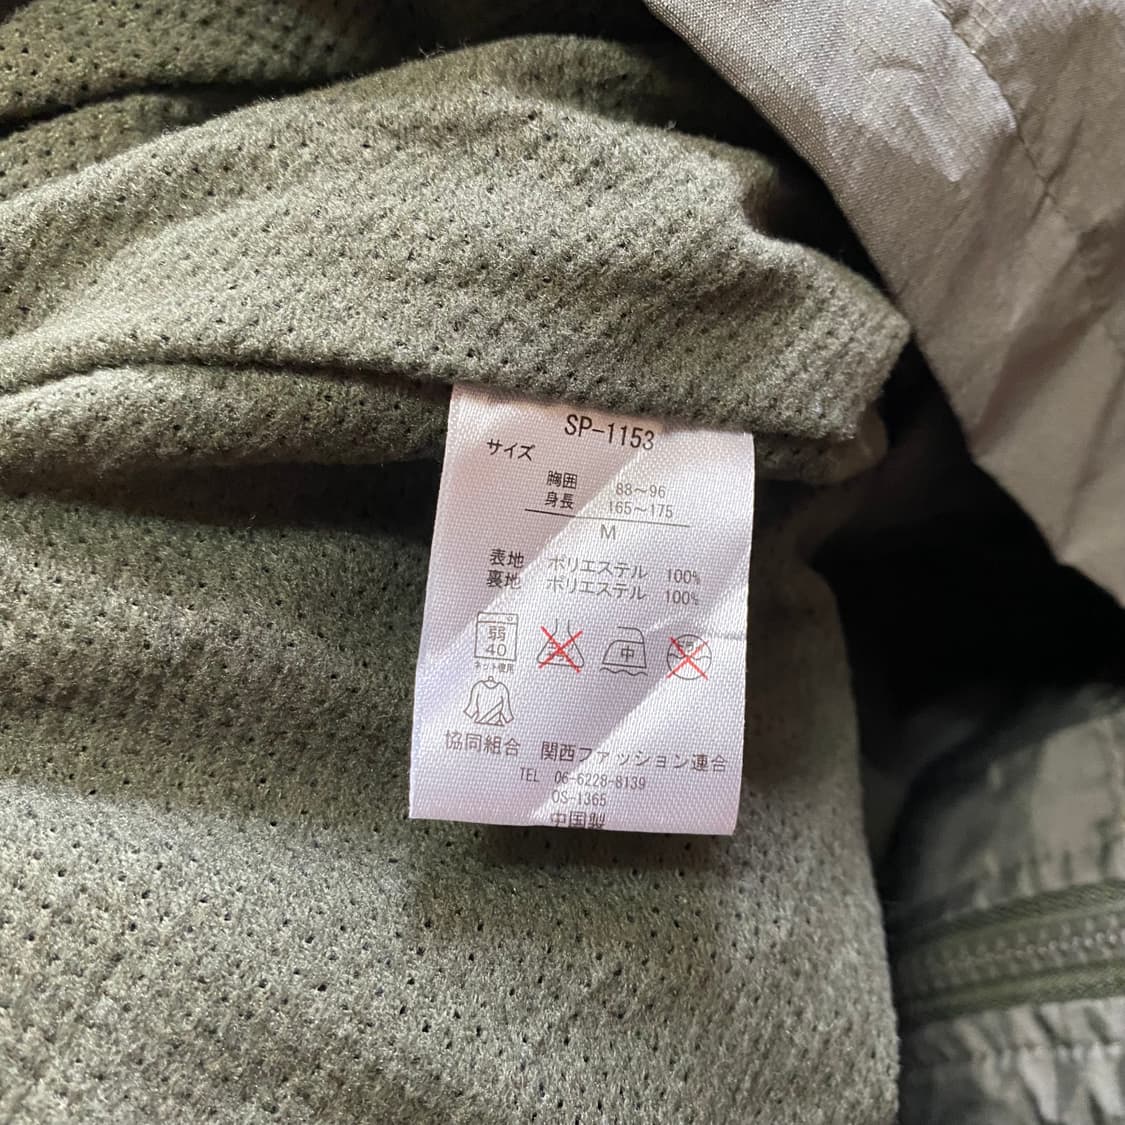 SP-1153
サイズ
胸囲 88～96
身長 165～175
M
表地 ポリエステル 100%
裏地 ポリエステル 100%
弱 中
40
ネット使用
協同組合 関西ファッション連合
TEL 06-6228-8139
OS-1365
中国製